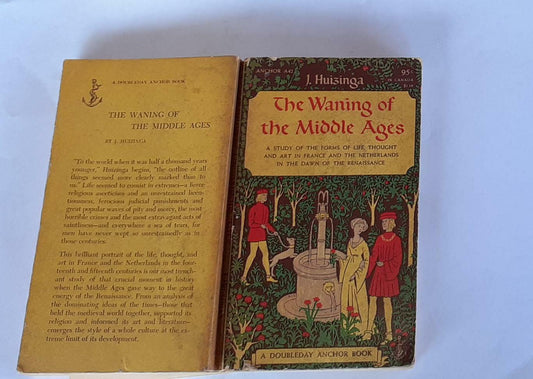 A DOUBLEDAY ANCHOR BOOK
THE WANING OF
THE MIDDLE AGES
BY J. HUIZINGA
"To the world when it was half a thousand years
younger," Huizinga begins, "the outline of all
things seemed more clearly marked than to
us." Life seemed to consist in extremes—a fierce
religious asceticism and an unrestrained licen-
tiousness, ferocious judicial punishments and
great popular waves of pity and mercy, the most
horrible crimes and the most extravagant acts of
saintliness—and everywhere a sea of tears, for
men have never wept so unrestrainedly as in
those centuries.
This brilliant portrait of the life, thought, and
art in France and the Netherlands in the four-
teenth and fifteenth centuries is our most trench-
ant study of that crucial moment in history
when the Middle Ages gave way to the great
energy of the Renaissance. From an analysis of
the dominating ideas of the times—those that
held the medieval world together, supported its
religion and informed its art and literature—
emerges the style of a whole culture at the ex-
treme limit of its development.
ANCHOR A42
J. Huizinga
95¢
IN CANADA
The Waning of
the Middle Ages
A STUDY OF THE FORMS OF LIFE, THOUGHT
AND ART IN FRANCE AND THE NETHERLANDS
IN THE DAWN OF THE RENAISSANCE
A DOUBLEDAY ANCHOR BOOK